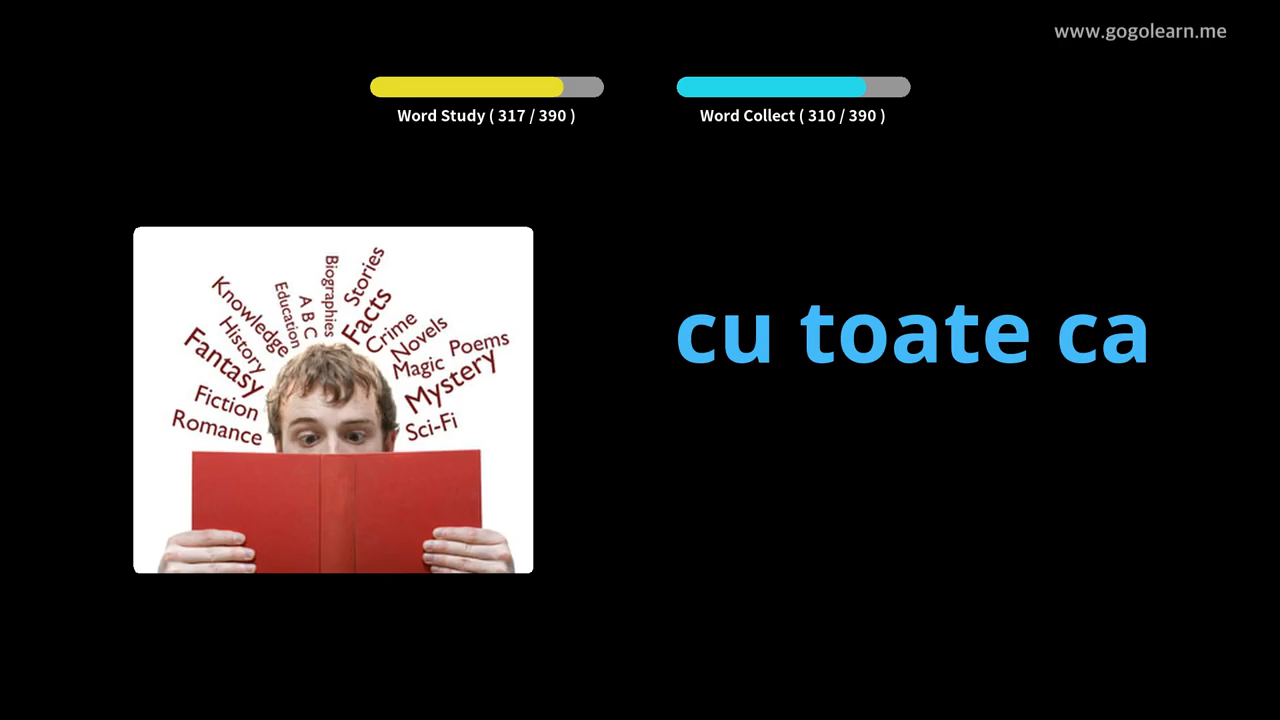 www.gogolearn.me
Word Study ( 317 / 390 )
Word Collect ( 310 / 390 )
cu toate ca
Knowledge
Education
A B C
Biographies
Stories
Facts
Crime
Novels
Poems
History
Fantasy
Magic
Mystery
Fiction
Romance
Sci-Fi